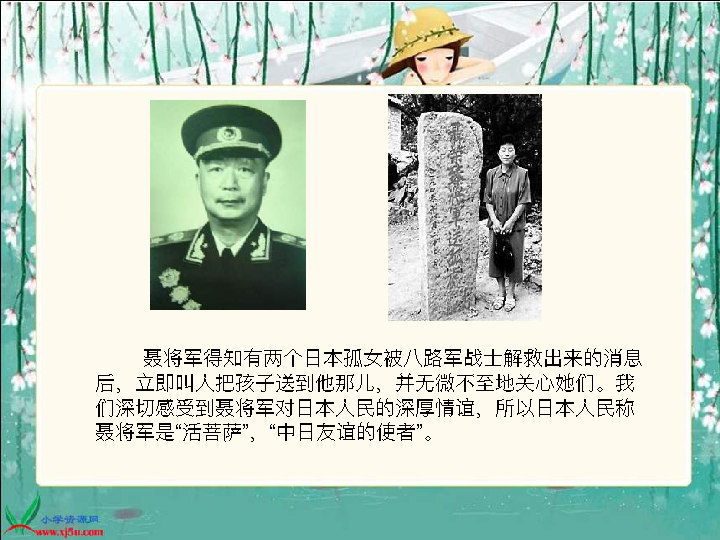 聂将军得知有两个日本孤女被八路军战士解救出来的消息
后，立即叫人把孩子送到他那儿，并无微不至地关心她们。我
们深切感受到聂将军对日本人民的深厚情谊，所以日本人民称
聂将军是“活菩萨”，“中日友谊的使者”。
小学资源网
www.xj5u.com